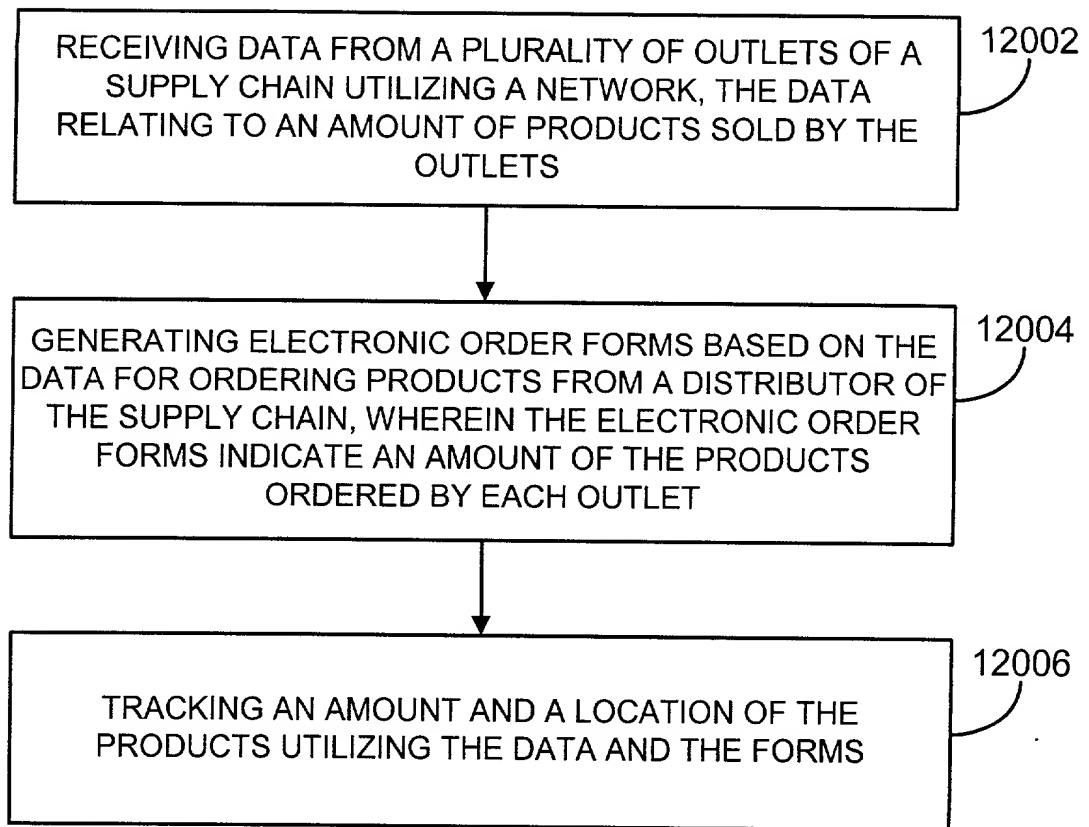 RECEIVING DATA FROM A PLURALITY OF OUTLETS OF A
SUPPLY CHAIN UTILIZING A NETWORK, THE DATA
RELATING TO AN AMOUNT OF PRODUCTS SOLD BY THE
OUTLETS
12002
GENERATING ELECTRONIC ORDER FORMS BASED ON THE
DATA FOR ORDERING PRODUCTS FROM A DISTRIBUTOR OF
THE SUPPLY CHAIN, WHEREIN THE ELECTRONIC ORDER
FORMS INDICATE AN AMOUNT OF THE PRODUCTS
ORDERED BY EACH OUTLET
12004
TRACKING AN AMOUNT AND A LOCATION OF THE
PRODUCTS UTILIZING THE DATA AND THE FORMS
12006